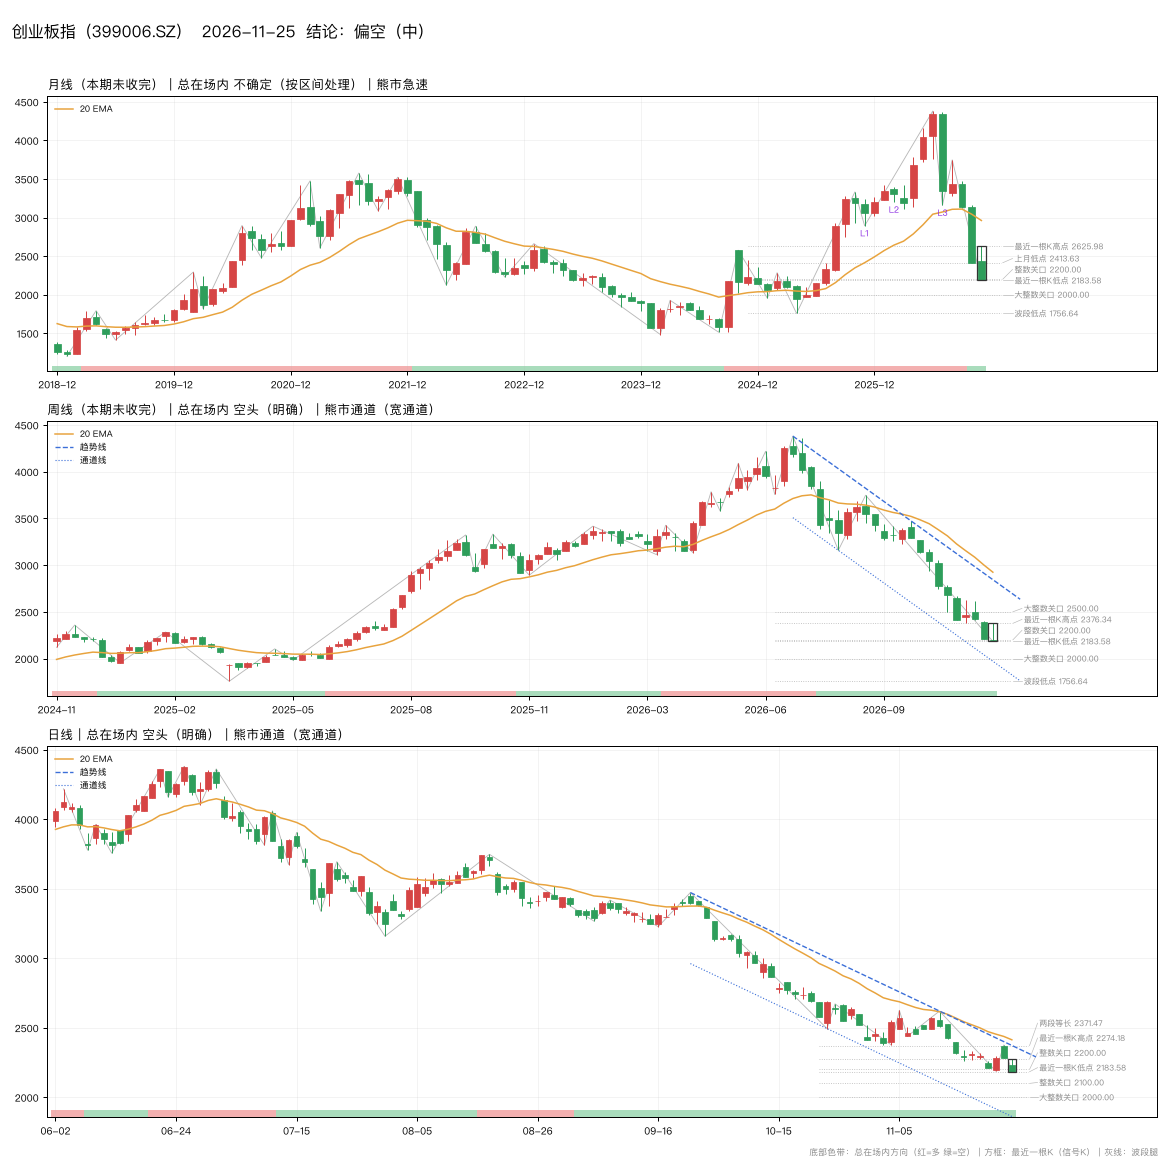 创业板指（399006.SZ） 2026-11-25 结论：偏空（中）
月线（本期未收完）｜总在场内 不确定（按区间处理）｜熊市急速
20 EMA
4500
4000
3500
3000
2500
2000
1500
L1
L2
L3
最近一根K高点 2625.98
上月低点 2413.63
整数关口 2200.00
最近一根K低点 2183.58
大整数关口 2000.00
波段低点 1756.64
2018-12
2019-12
2020-12
2021-12
2022-12
2023-12
2024-12
2025-12
周线（本期未收完）｜总在场内 空头（明确）｜熊市通道（宽通道）
20 EMA
趋势线
通道线
4500
4000
3500
3000
2500
2000
大整数关口 2500.00
最近一根K高点 2376.34
整数关口 2200.00
最近一根K低点 2183.58
大整数关口 2000.00
波段低点 1756.64
2024-11
2025-02
2025-05
2025-08
2025-11
2026-03
2026-06
2026-09
日线｜总在场内 空头（明确）｜熊市通道（宽通道）
20 EMA
趋势线
通道线
4500
4000
3500
3000
2500
2000
两段等长 2371.47
最近一根K高点 2274.18
整数关口 2200.00
最近一根K低点 2183.58
整数关口 2100.00
大整数关口 2000.00
06-02
06-24
07-15
08-05
08-26
09-16
10-15
11-05
底部色带：总在场内方向（红=多 绿=空）｜方框：最近一根K（信号K）｜灰线：波段腿